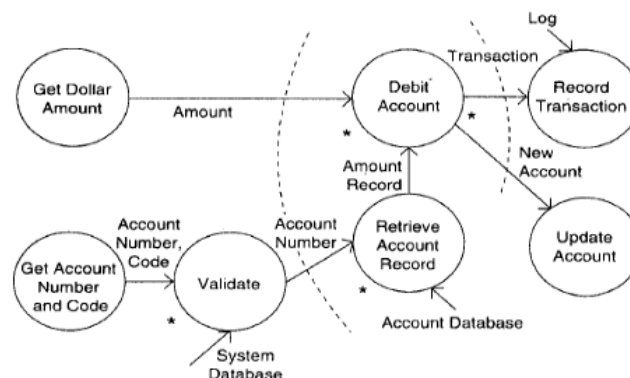 Log
Transaction
Get Dollar
Amount
Debit
Account
Record
Transaction
Amount
*
*
New
Account
Amount
Record
Account
Number,
Code
Account
Number
Retrieve
Account
Record
Update
Account
Get Account
Number
and Code
Validate
*
*
Account Database
System
Database